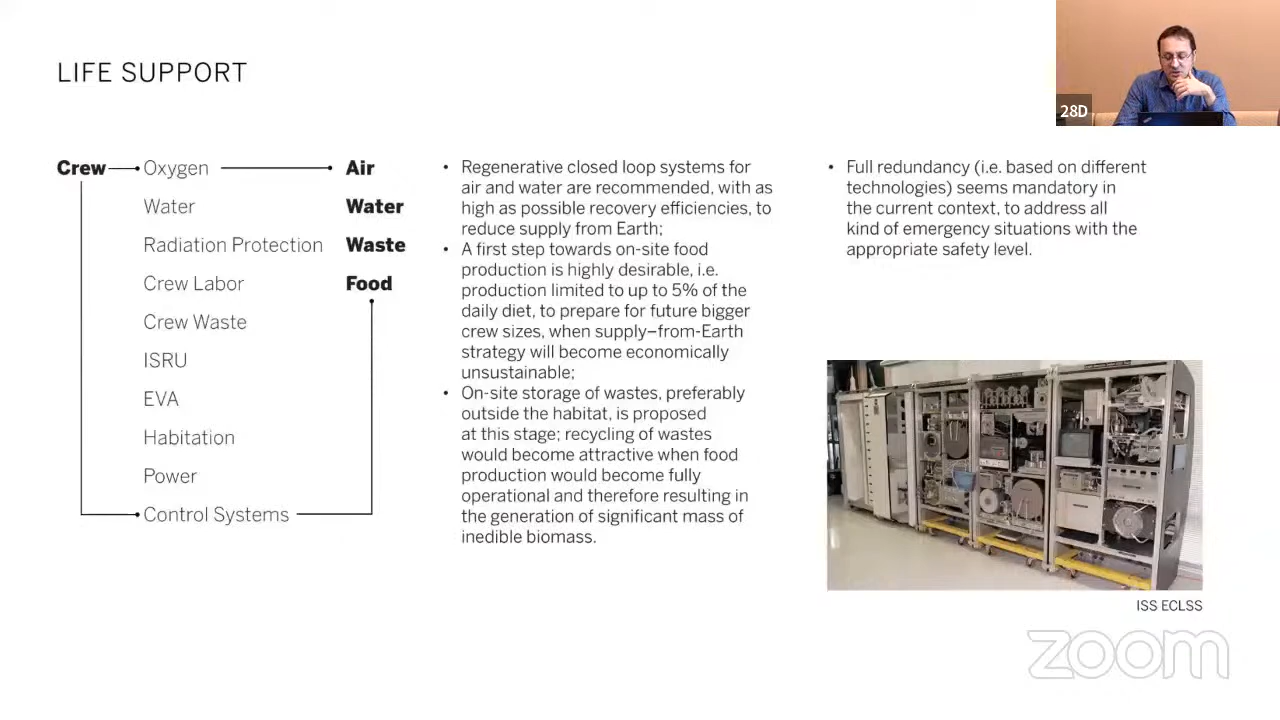 LIFE SUPPORT
28D
Crew
Oxygen
Water
Radiation Protection
Crew Labor
Crew Waste
ISRU
EVA
Habitation
Power
Control Systems
Air
Water
Waste
Food
• Regenerative closed loop systems for
air and water are recommended, with as
high as possible recovery efficiencies, to
reduce supply from Earth;
• A first step towards on-site food
production is highly desirable, i.e.
production limited to up to 5% of the
daily diet, to prepare for future bigger
crew sizes, when supply–from-Earth
strategy will become economically
unsustainable;
• On-site storage of wastes, preferably
outside the habitat, is proposed
at this stage; recycling of wastes
would become attractive when food
production would become fully
operational and therefore resulting in
the generation of significant mass of
inedible biomass.
• Full redundancy (i.e. based on different
technologies) seems mandatory in
the current context, to address all
kind of emergency situations with the
appropriate safety level.
ISS ECLSS
zoom